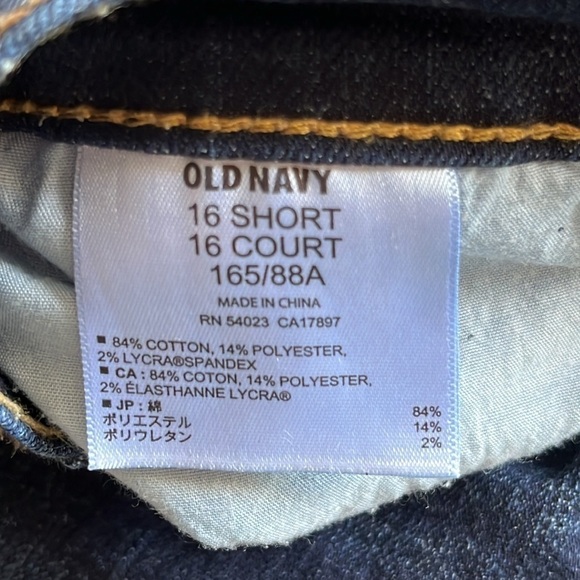 OLD NAVY
16 SHORT
16 COURT
165/88A
MADE IN CHINA
RN 54023 CA17897
■ 84% COTTON, 14% POLYESTER,
2% LYCRA®SPANDEX
■ CA : 84% COTON, 14% POLYESTER,
2% ÉLASTHANNE LYCRA®
■ JP : 綿 84%
ポリエステル 14%
ポリウレタン 2%